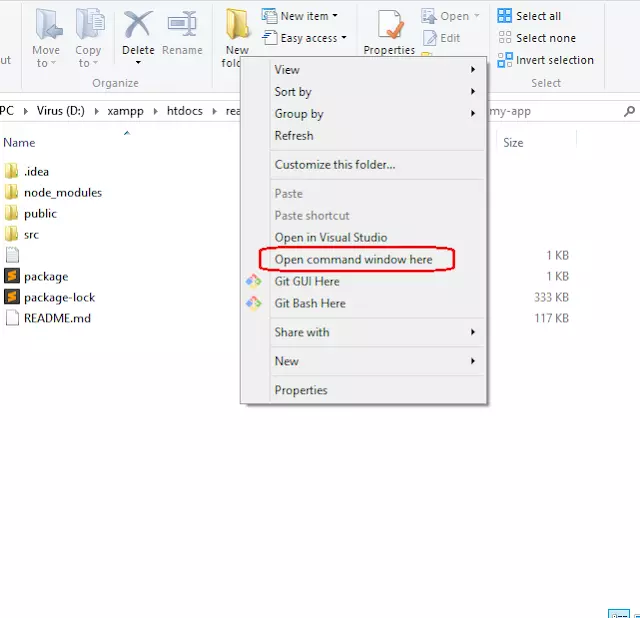 Move to
Copy to
Delete
Rename
New
New item
Easy access
Properties
Open
Edit
Select all
Select none
Invert selection
Organize
Select
PC
Virus (D:)
xampp
htdocs
my-app
Name
Size
.idea
node_modules
public
src
1 KB
package
1 KB
package-lock
333 KB
README.md
117 KB
View
Sort by
Group by
Refresh
Customize this folder...
Paste
Paste shortcut
Open in Visual Studio
Open command window here
Git GUI Here
Git Bash Here
Share with
New
Properties